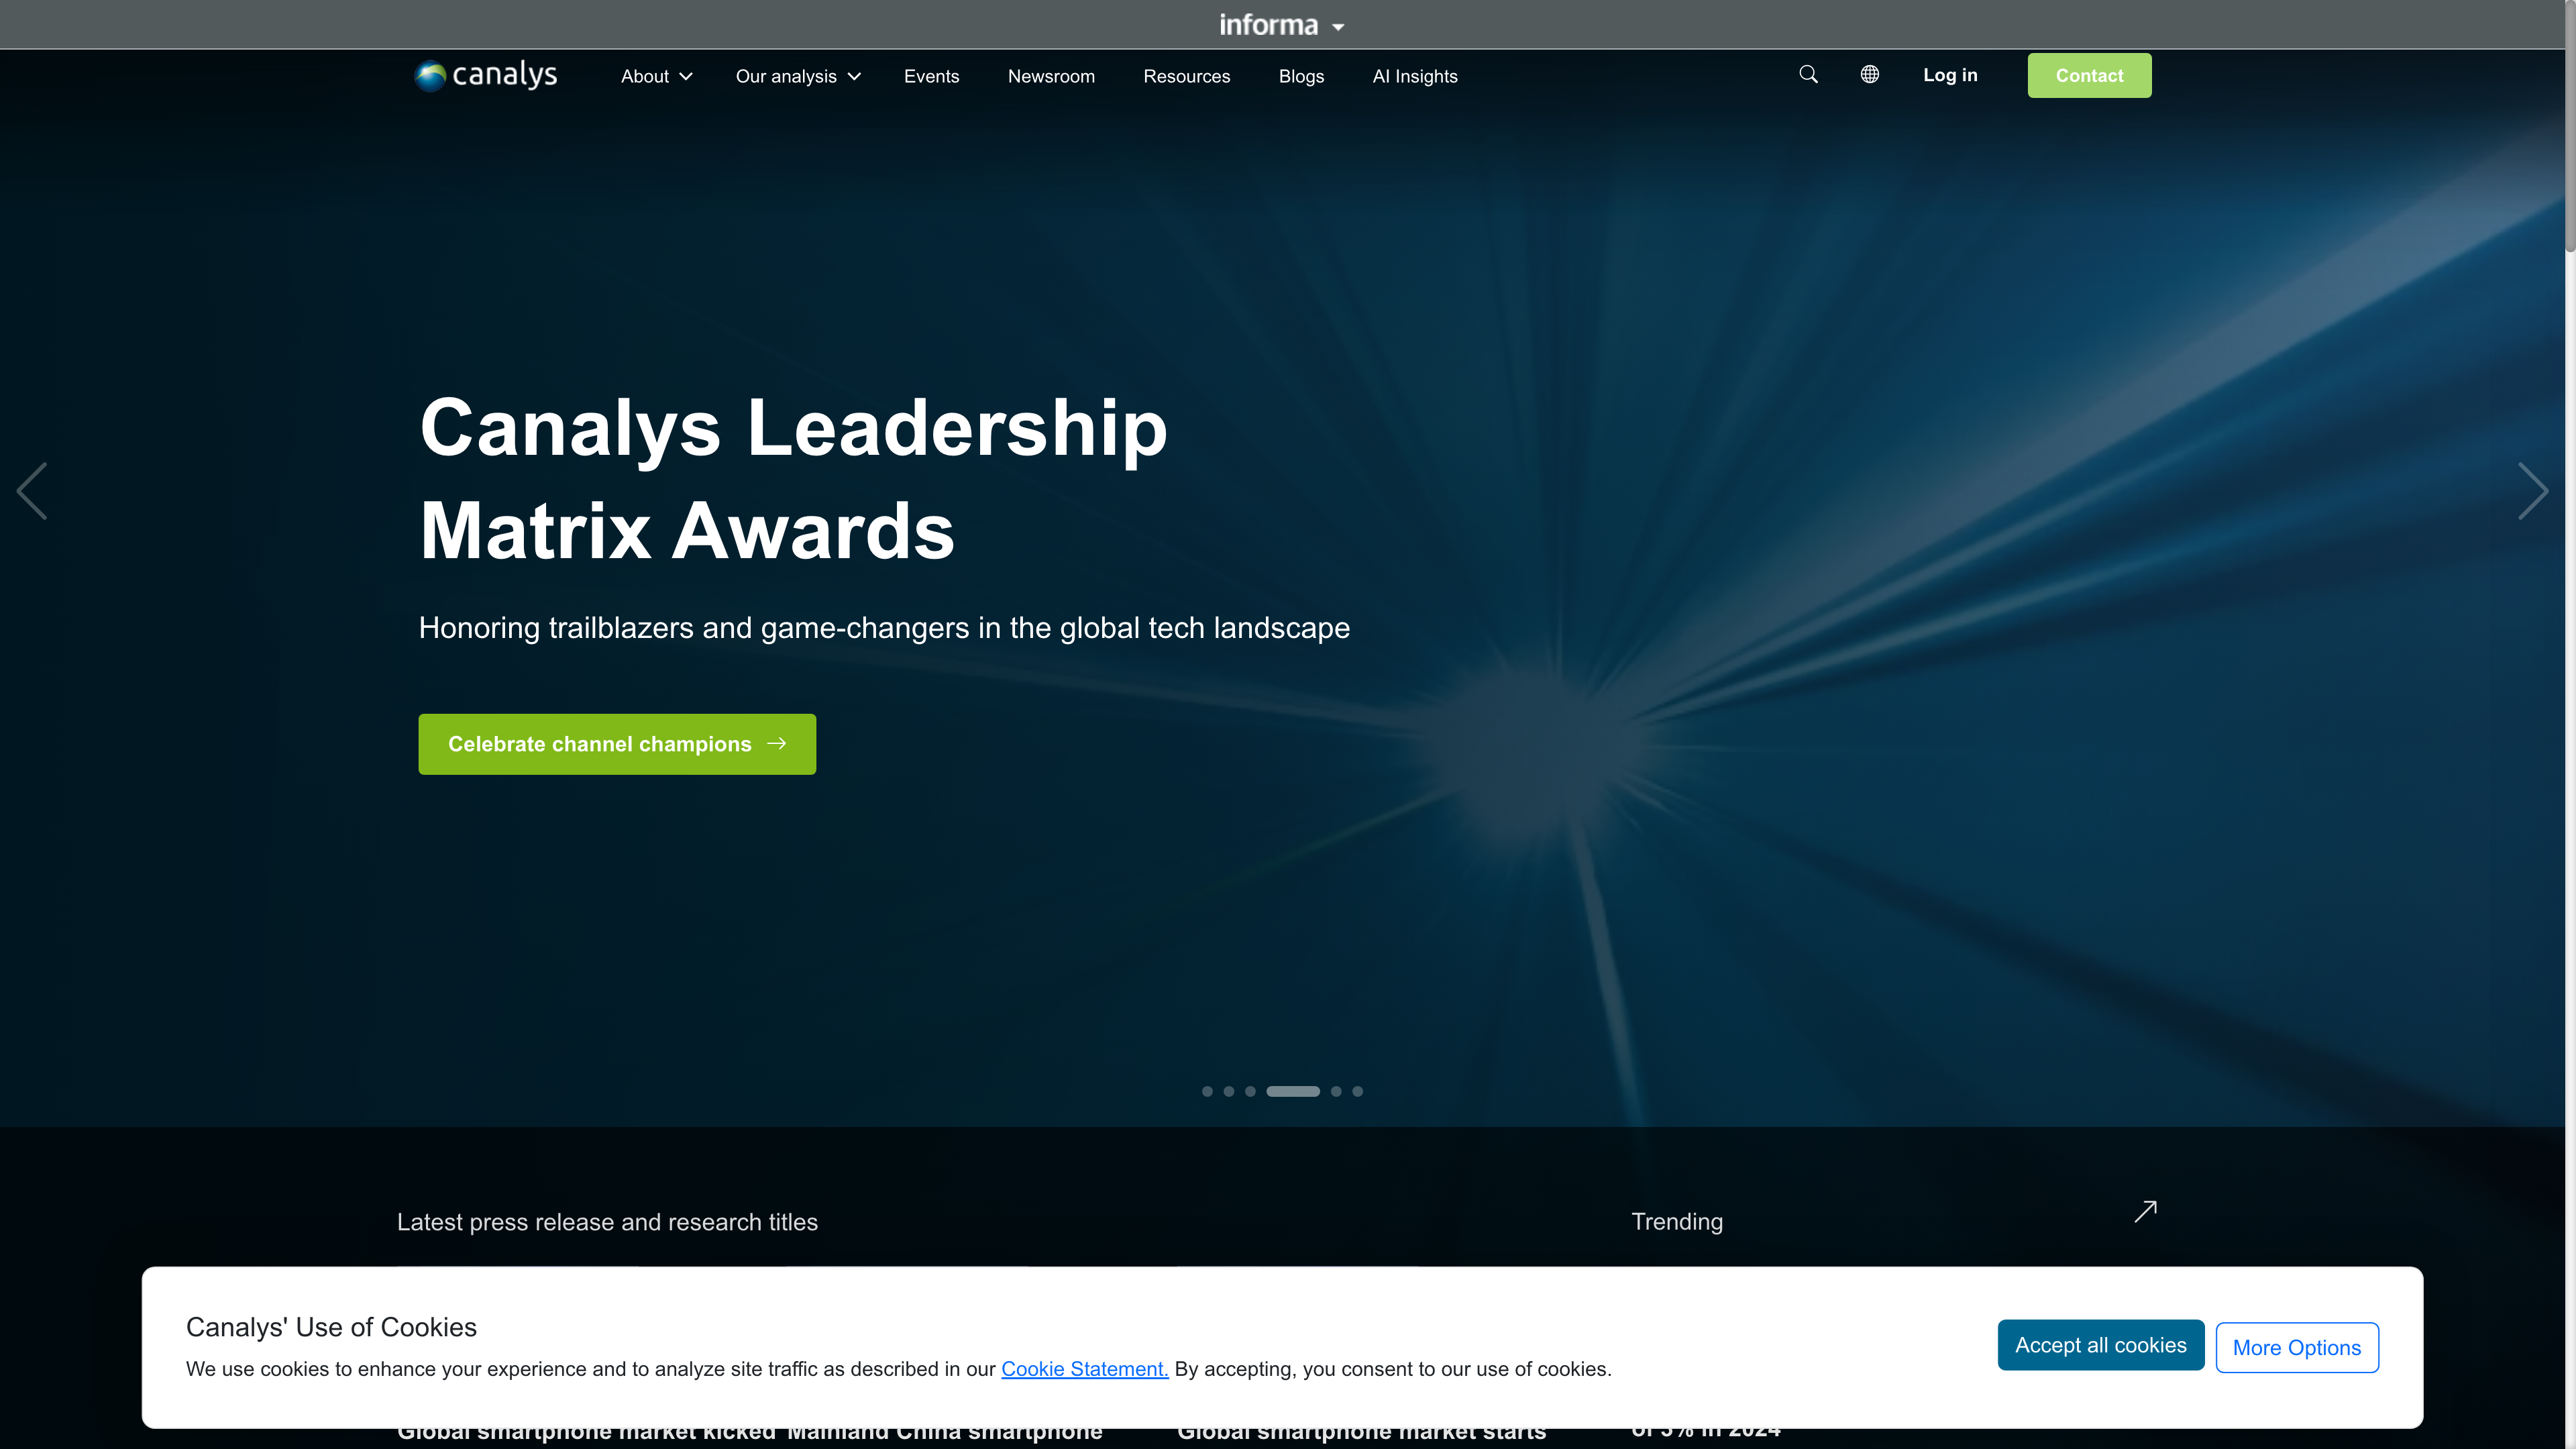 informa
canalys
About
Our analysis
Events
Newsroom
Resources
Blogs
AI Insights
Log in
Contact
Canalys Leadership
Matrix Awards
Honoring trailblazers and game-changers in the global tech landscape
Celebrate channel champions
Latest press release and research titles
Trending
Canalys' Use of Cookies
We use cookies to enhance your experience and to analyze site traffic as described in our Cookie Statement. By accepting, you consent to our use of cookies.
Accept all cookies
More Options
Global smartphone market kicked
Mainland China smartphone
Global smartphone market starts
of 5% in 2024